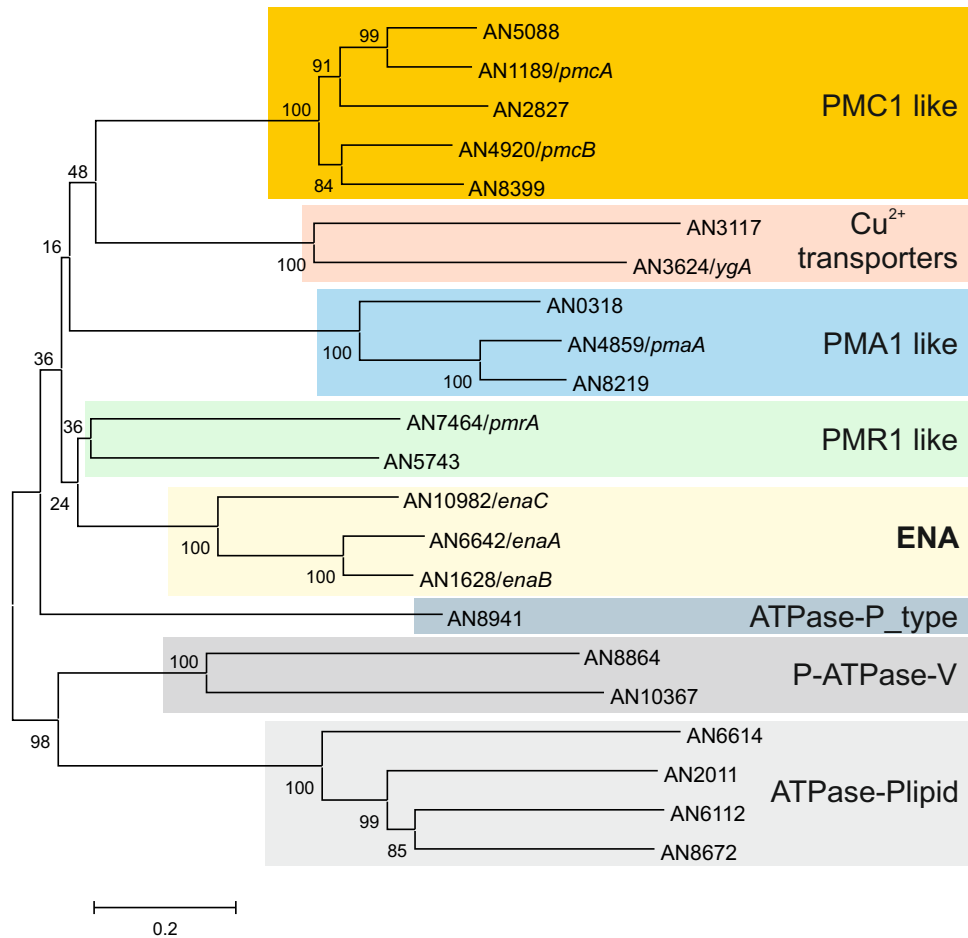 99
AN5088
91
AN1189/pmcA
100
AN2827
PMC1 like
AN4920/pmcB
84
AN8399
48
AN3117
Cu2+
transporters
100
AN3624/ygA
16
AN0318
100
AN4859/pmaA
PMA1 like
100
AN8219
36
36
AN7464/pmrA
PMR1 like
AN5743
24
AN10982/enaC
100
AN6642/enaA
ENA
100
AN1628/enaB
AN8941
ATPase-P_type
100
AN8864
P-ATPase-V
AN10367
98
AN6614
100
AN2011
ATPase-Plipid
99
AN6112
85
AN8672
0.2